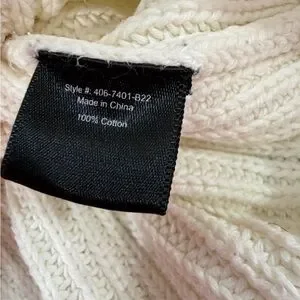 Style #: 406-7401-B22
Made in China
100% Cotton